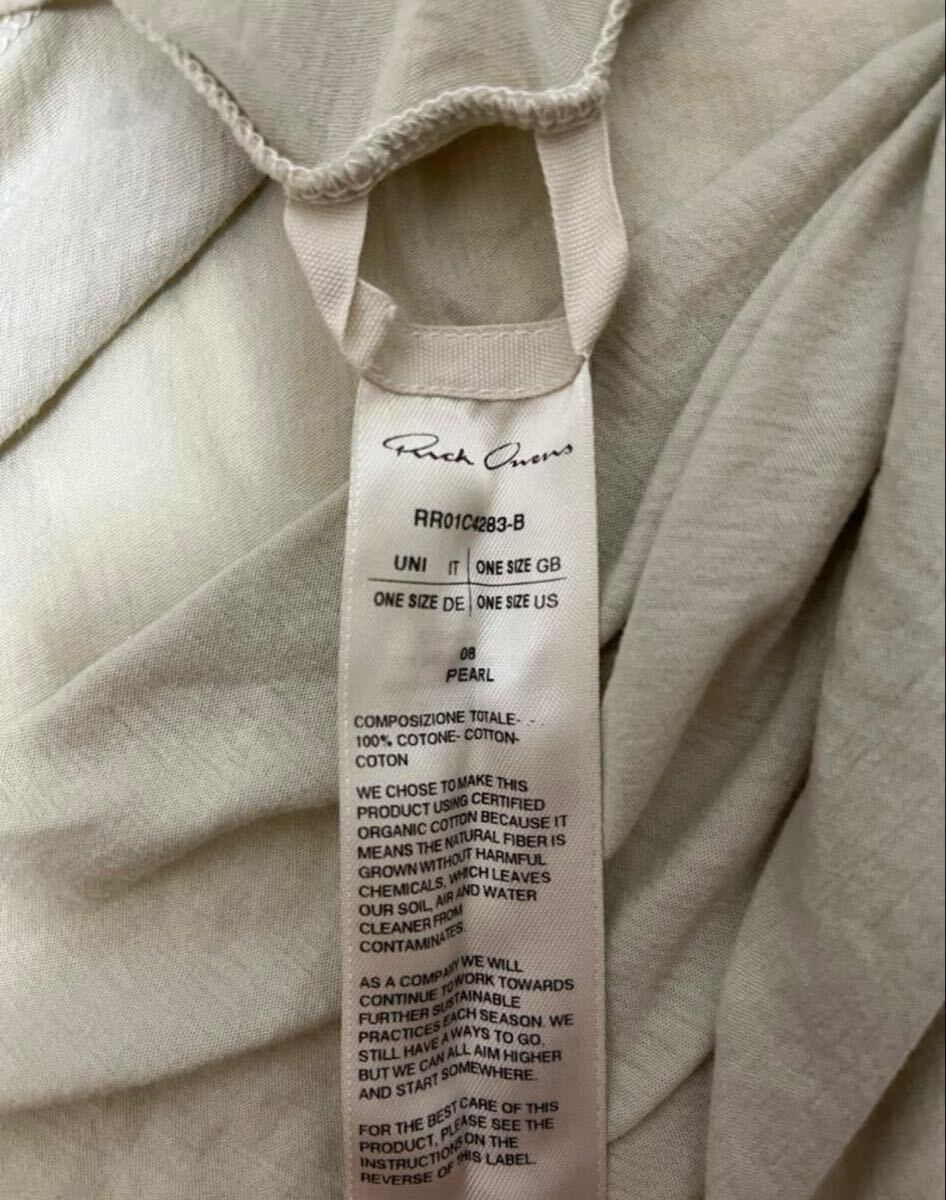 Rick Owens
RR01C4283-B
UNI IT ONE SIZE GB
ONE SIZE DE ONE SIZE US
08
PEARL
COMPOSIZIONE TOTALE- -
100% COTONE- COTTON-
COTON
WE CHOSE TO MAKE THIS
PRODUCT USING CERTIFIED
ORGANIC COTTON BECAUSE IT
MEANS THE NATURAL FIBER IS
GROWN WITHOUT HARMFUL
CHEMICALS, WHICH LEAVES
OUR SOIL, AIR AND WATER
CLEANER FROM
CONTAMINATES.
AS A COMPANY WE WILL
CONTINUE TO WORK TOWARDS
FURTHER SUSTAINABLE
PRACTICES EACH SEASON. WE
STILL HAVE A WAYS TO GO,
BUT WE CAN ALL AIM HIGHER
AND START SOMEWHERE.
FOR THE BEST CARE OF THIS
PRODUCT, PLEASE SEE THE
INSTRUCTIONS ON THE
REVERSE OF THIS LABEL.